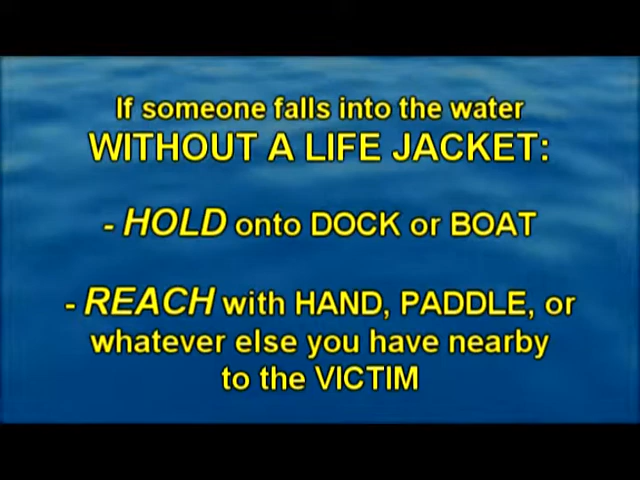 If someone falls into the water
WITHOUT A LIFE JACKET:
- HOLD onto DOCK or BOAT
- REACH with HAND, PADDLE, or
whatever else you have nearby
to the VICTIM